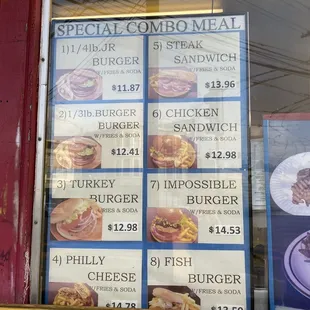 SPECIAL COMBO MEAL
1) 1/4lb.JR
BURGER
W/FRIES & SODA
$11.87
2)1/3lb.BURGER
BURGER
W/FRIES & SODA
$12.41
3) TURKEY
BURGER
W/FRIES & SODA
$12.98
4) PHILLY
CHEESE
W/FRIES & SODA
$14.78
5) STEAK
SANDWICH
W/FRIES & SODA
$13.96
6) CHICKEN
SANDWICH
W/FRIES & SODA
$12.98
7) IMPOSSIBLE
BURGER
W/FRIES & SODA
$14.53
8) FISH
BURGER
W/FRIES & SODA